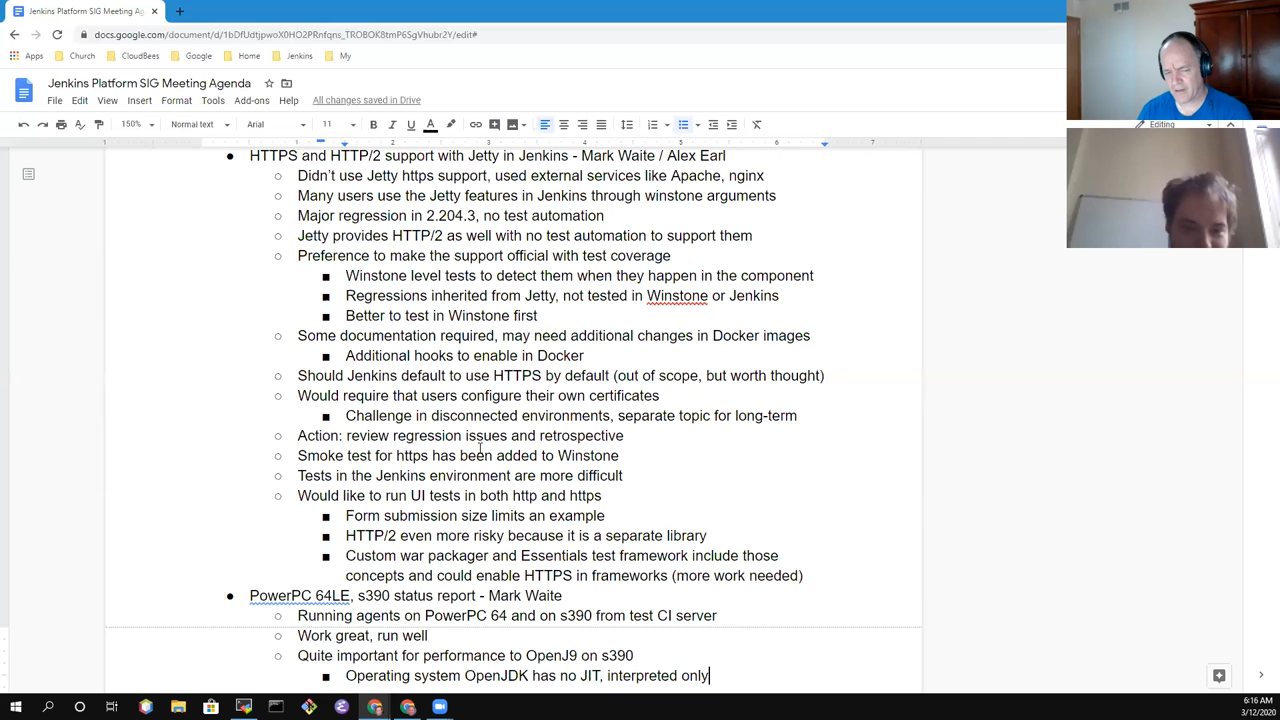 Jenkins Platform SIG Meeting Age
docs.google.com/document/d/1bDfUdtjpwoX0HO2PRnfqns_TROBOK8tmP6SgVhubr2Y/edit#
Apps Church CloudBees Google Home Jenkins My
Jenkins Platform SIG Meeting Agenda
File Edit View Insert Format Tools Add-ons Help All changes saved in Drive
150% Normal text Arial 11 Editing
1 1 2 3 4 5 6 7
● HTTPS and HTTP/2 support with Jetty in Jenkins - Mark Waite / Alex Earl
○ Didn't use Jetty https support, used external services like Apache, nginx
○ Many users use the Jetty features in Jenkins through winstone arguments
○ Major regression in 2.204.3, no test automation
○ Jetty provides HTTP/2 as well with no test automation to support them
○ Preference to make the support official with test coverage
■ Winstone level tests to detect them when they happen in the component
■ Regressions inherited from Jetty, not tested in Winstone or Jenkins
■ Better to test in Winstone first
○ Some documentation required, may need additional changes in Docker images
■ Additional hooks to enable in Docker
○ Should Jenkins default to use HTTPS by default (out of scope, but worth thought)
○ Would require that users configure their own certificates
■ Challenge in disconnected environments, separate topic for long-term
○ Action: review regression issues and retrospective
○ Smoke test for https has been added to Winstone
○ Tests in the Jenkins environment are more difficult
○ Would like to run UI tests in both http and https
■ Form submission size limits an example
■ HTTP/2 even more risky because it is a separate library
■ Custom war packager and Essentials test framework include those
concepts and could enable HTTPS in frameworks (more work needed)
● PowerPC 64LE, s390 status report - Mark Waite
○ Running agents on PowerPC 64 and on s390 from test CI server
○ Work great, run well
○ Quite important for performance to OpenJ9 on s390
■ Operating system OpenJDK has no JIT, interpreted only
6:16 AM
3/12/2020